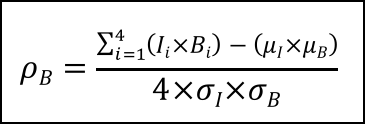 ρ_B = (∑_{i=1}^{4}(I_i×B_i) − (μ_I×μ_B)) / (4×σ_I×σ_B)